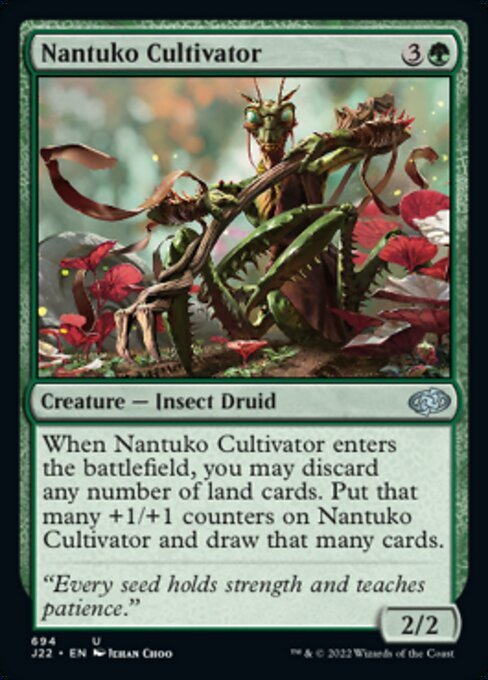 Nantuko Cultivator 3
Creature — Insect Druid
When Nantuko Cultivator enters
the battlefield, you may discard
any number of land cards. Put that
many +1/+1 counters on Nantuko
Cultivator and draw that many cards.
“Every seed holds strength and teaches
patience.”
2/2
694 U
J22 • EN Jehan Choo
™ & © 2022 Wizards of the Coast